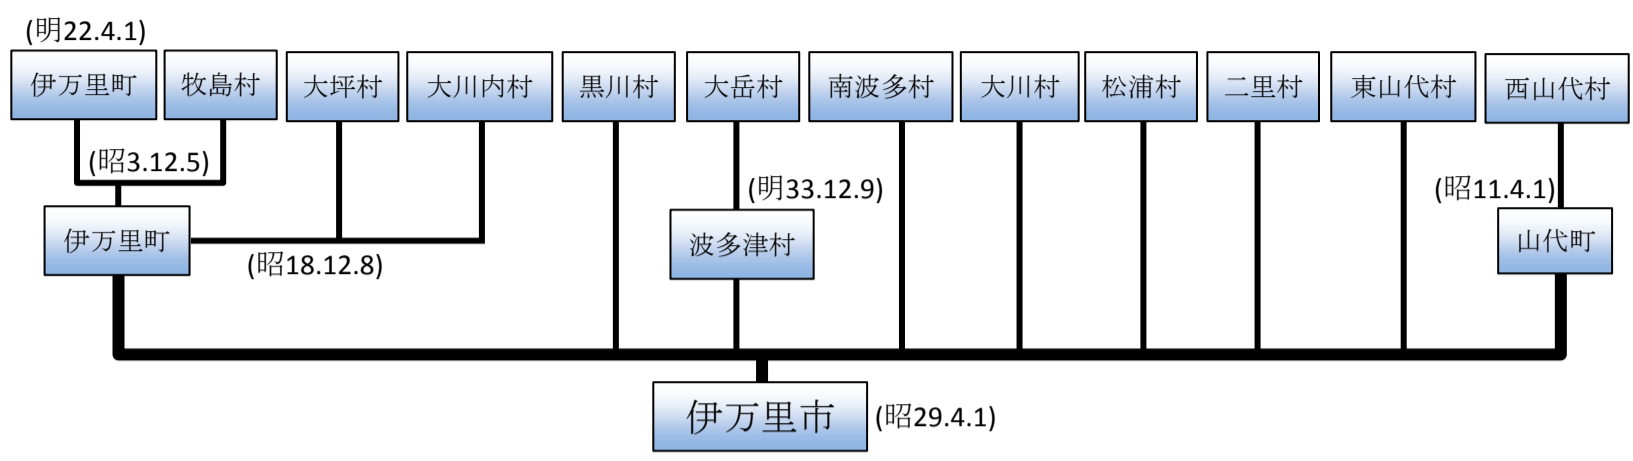 (明22.4.1)
伊万里町 牧島村 大坪村 大川内村 黒川村 大岳村 南波多村 大川村 松浦村 二里村 東山代村 西山代村
(昭3.12.5)
(明33.12.9)
(昭11.4.1)
伊万里町 波多津村 山代町
(昭18.12.8)
伊万里市 (昭29.4.1)